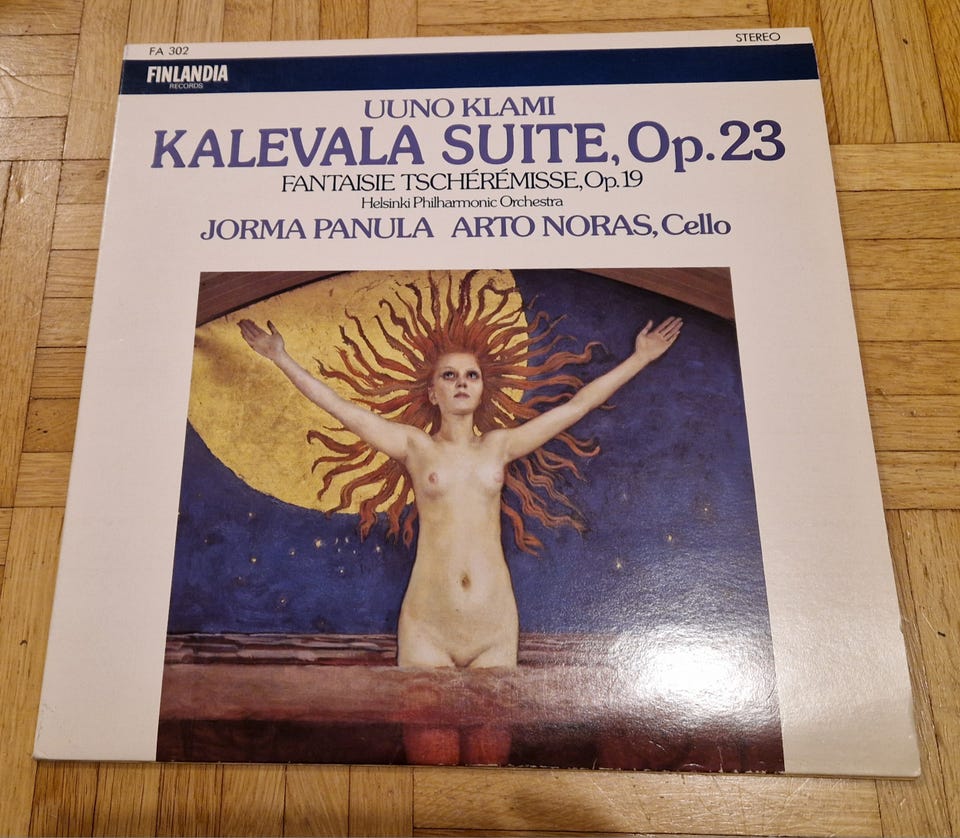 FA 302
STEREO
FINLANDIA
RECORDS
UUNO KLAMI
KALEVALA SUITE, Op. 23
FANTAISIE TSCHÉRÉMISSE, Op. 19
Helsinki Philharmonic Orchestra
JORMA PANULA ARTO NORAS, Cello